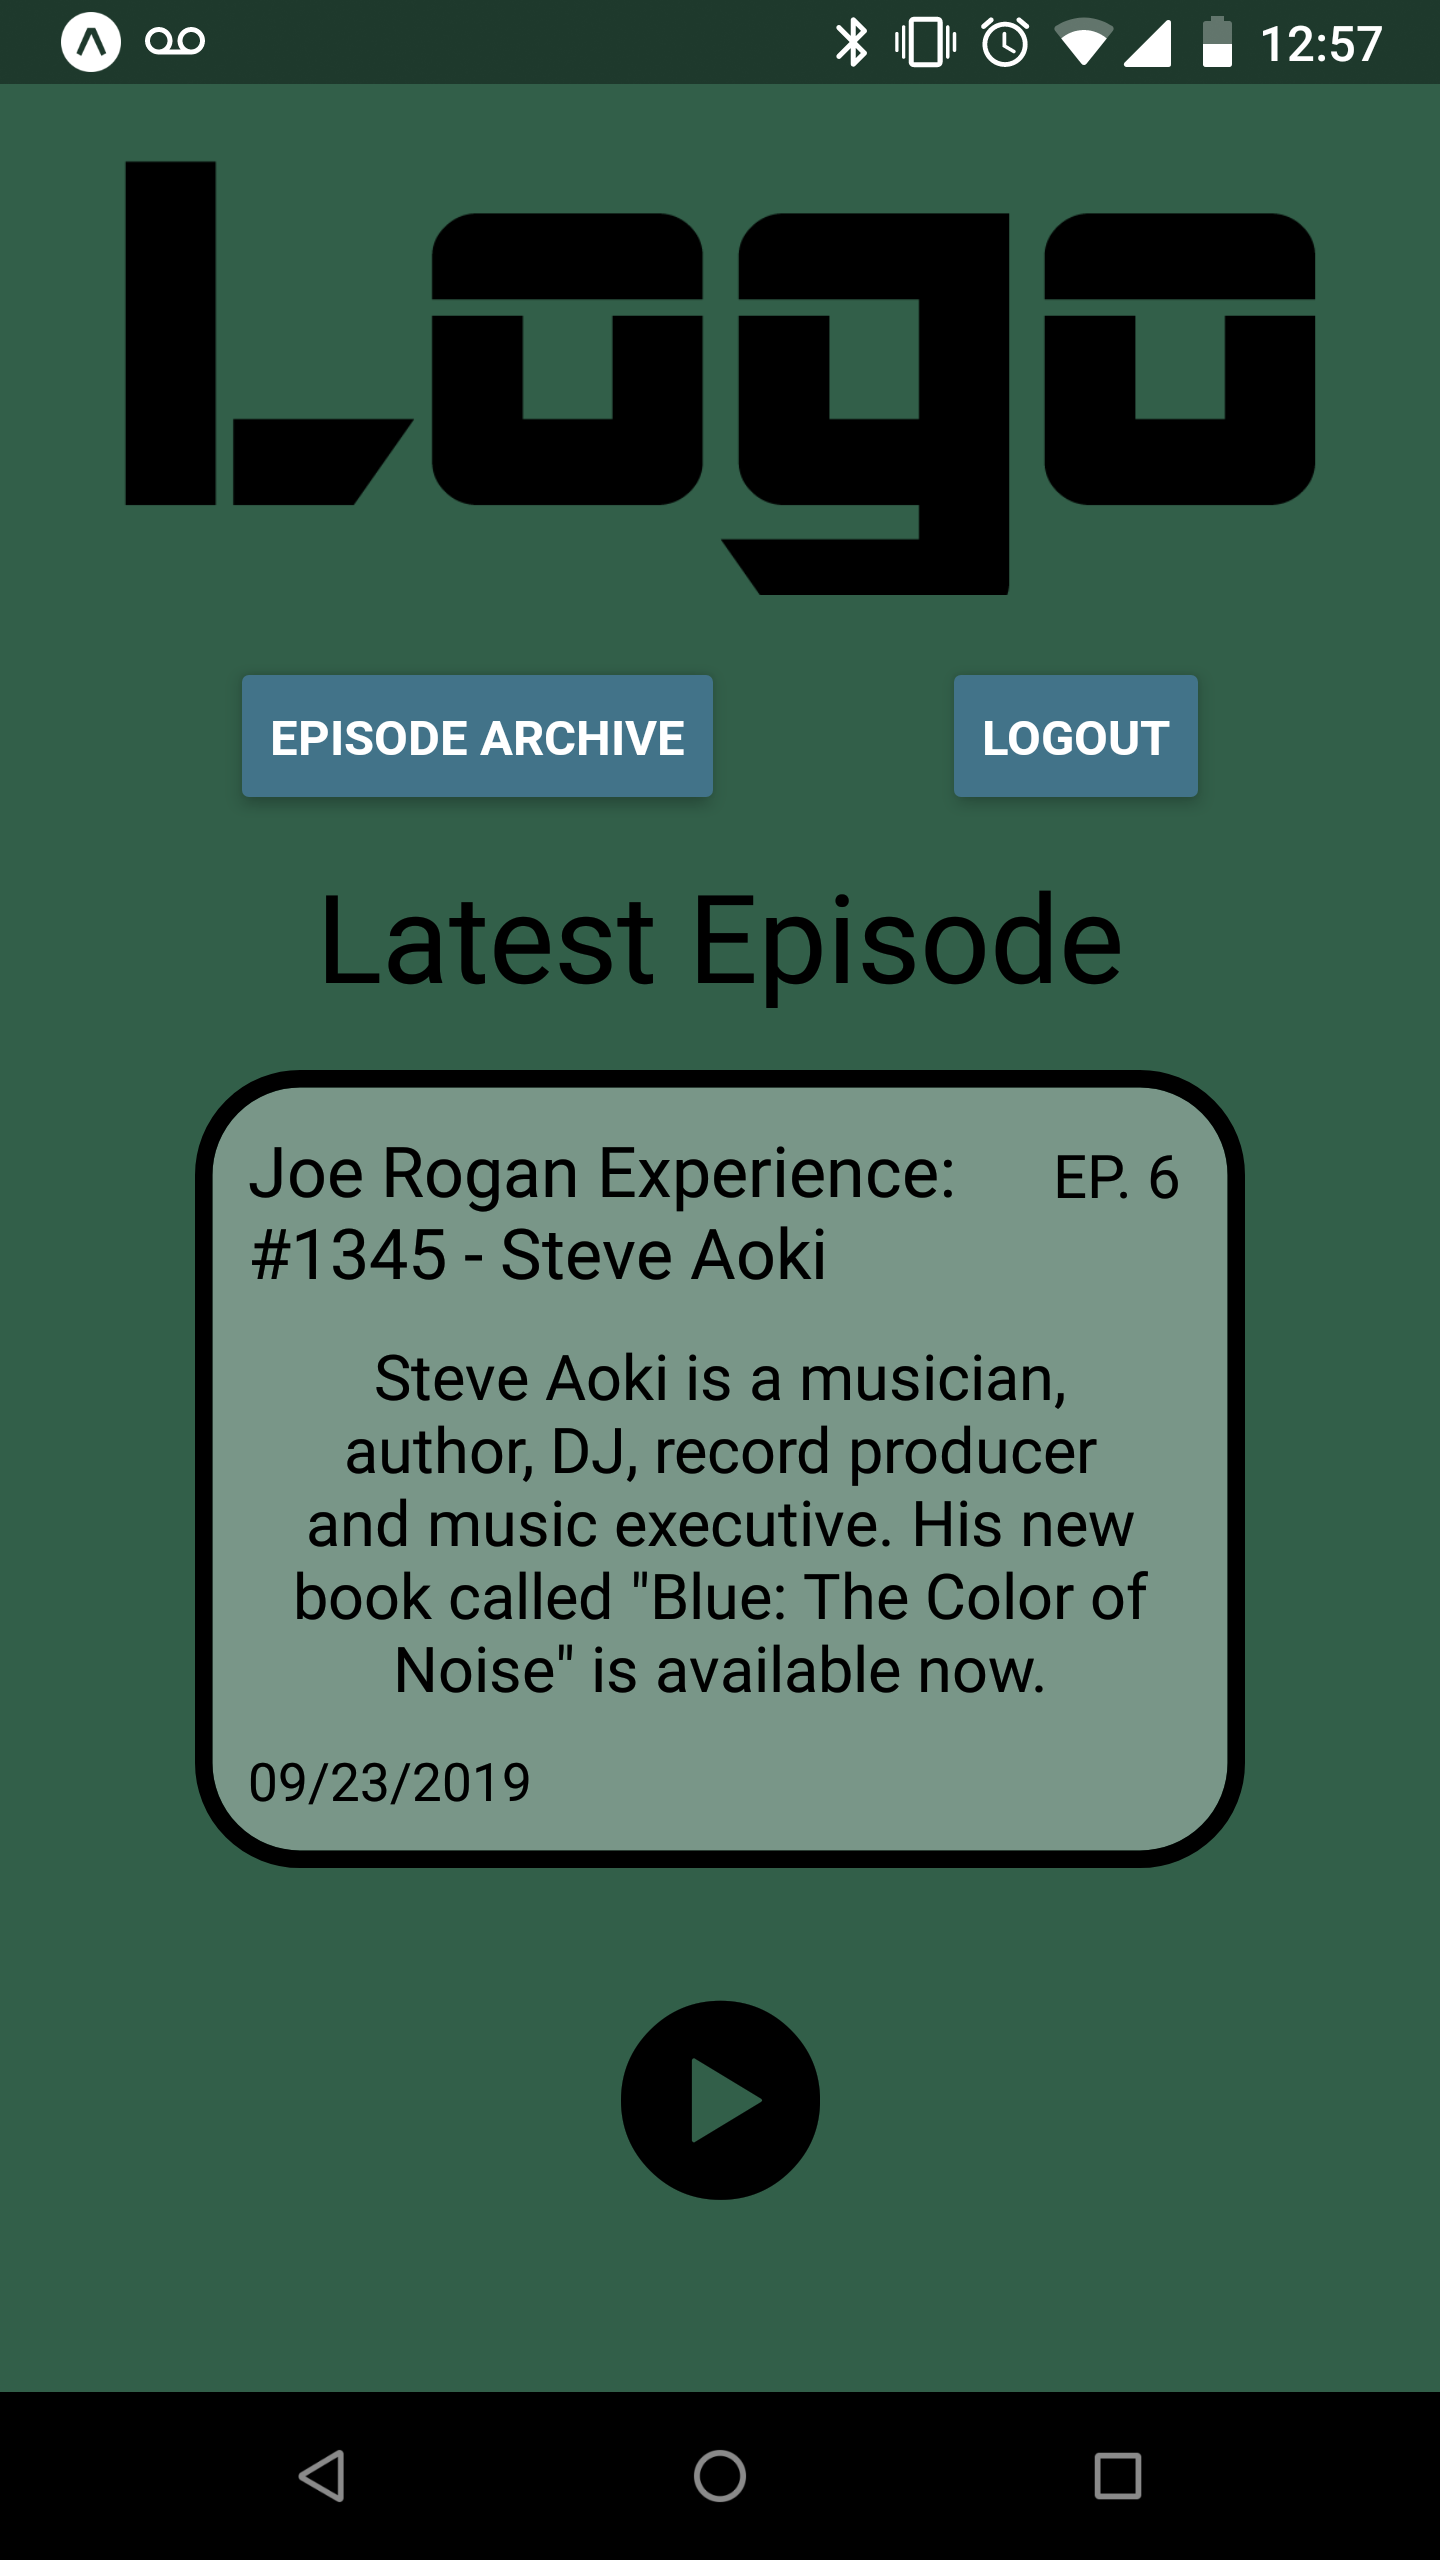 12:57
Logo
EPISODE ARCHIVE
LOGOUT
Latest Episode
Joe Rogan Experience: EP. 6
#1345 - Steve Aoki
Steve Aoki is a musician,
author, DJ, record producer
and music executive. His new
book called "Blue: The Color of
Noise" is available now.
09/23/2019